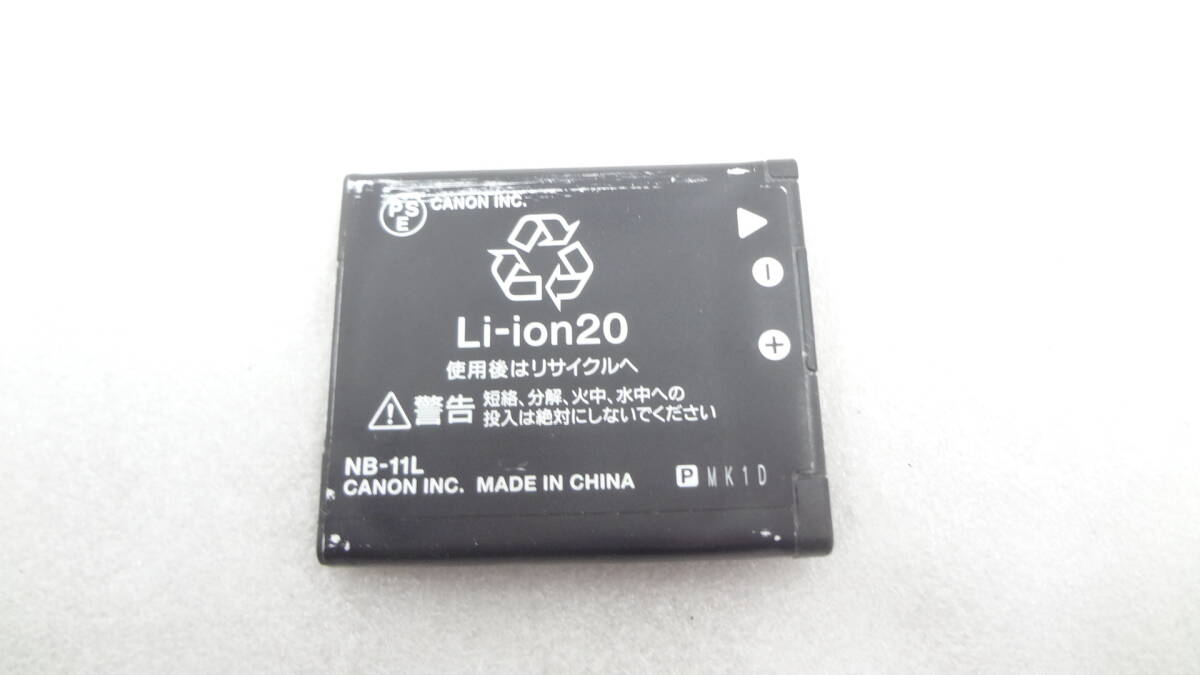 PSE CANON INC.
Li-ion20
使用後はリサイクルへ
警告 短絡、分解、火中、水中への
投入は絶対にしないでください
NB-11L
CANON INC. MADE IN CHINA P MK1D